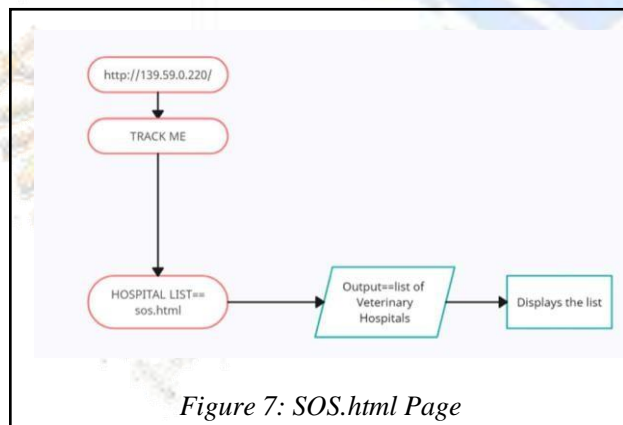 http://139.59.0.220/
TRACK ME
HOSPITAL LIST==
sos.html
Output==list of
Veterinary
Hospitals
Displays the list
Figure 7: SOS.html Page